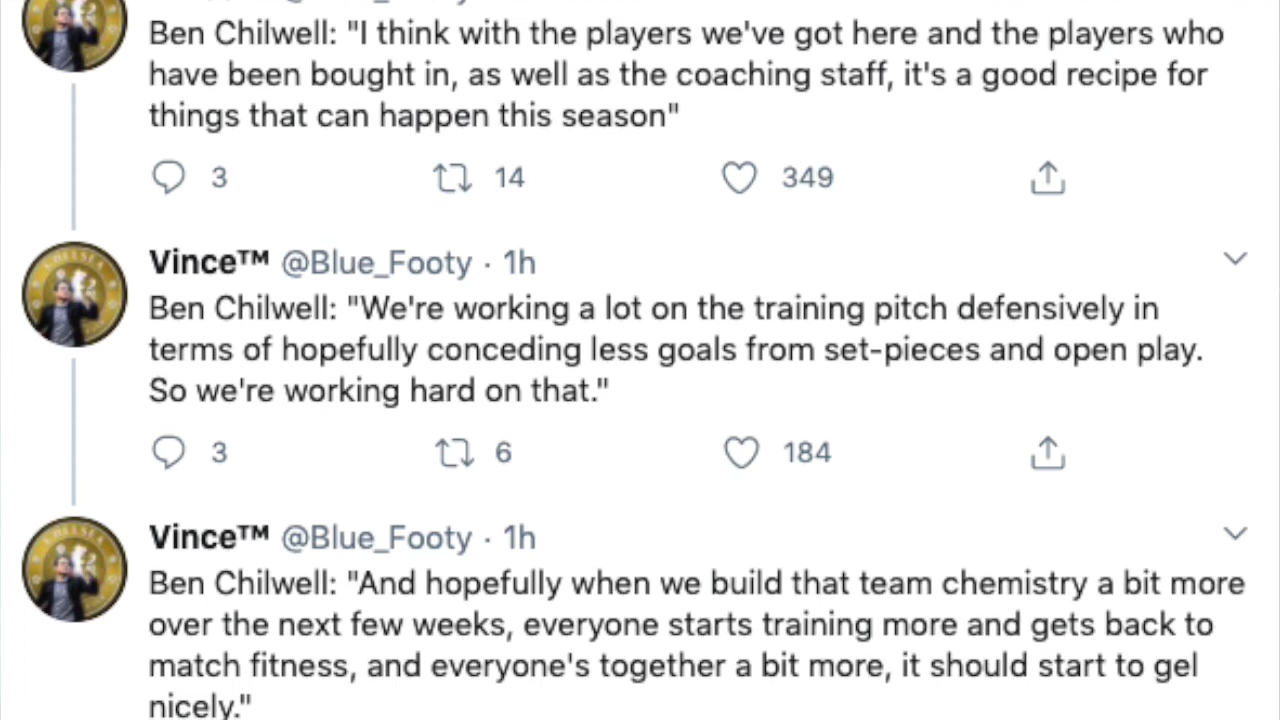 Ben Chilwell: "I think with the players we've got here and the players who
have been bought in, as well as the coaching staff, it's a good recipe for
things that can happen this season"
3 14 349
Vince™ @Blue_Footy · 1h
Ben Chilwell: "We're working a lot on the training pitch defensively in
terms of hopefully conceding less goals from set-pieces and open play.
So we're working hard on that."
3 6 184
Vince™ @Blue_Footy · 1h
Ben Chilwell: "And hopefully when we build that team chemistry a bit more
over the next few weeks, everyone starts training more and gets back to
match fitness, and everyone's together a bit more, it should start to gel
nicely."